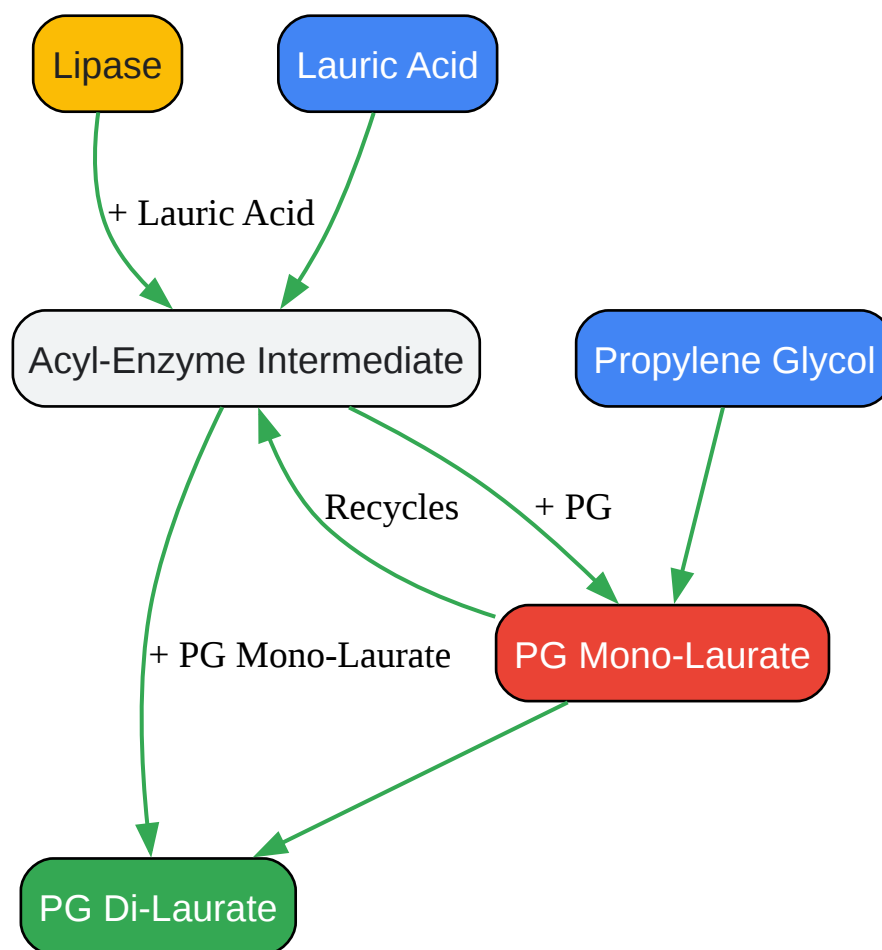 Lipase
Lauric Acid
+ Lauric Acid
Acyl-Enzyme Intermediate
Propylene Glycol
Recycles
+ PG
+ PG Mono-Laurate
PG Mono-Laurate
PG Di-Laurate